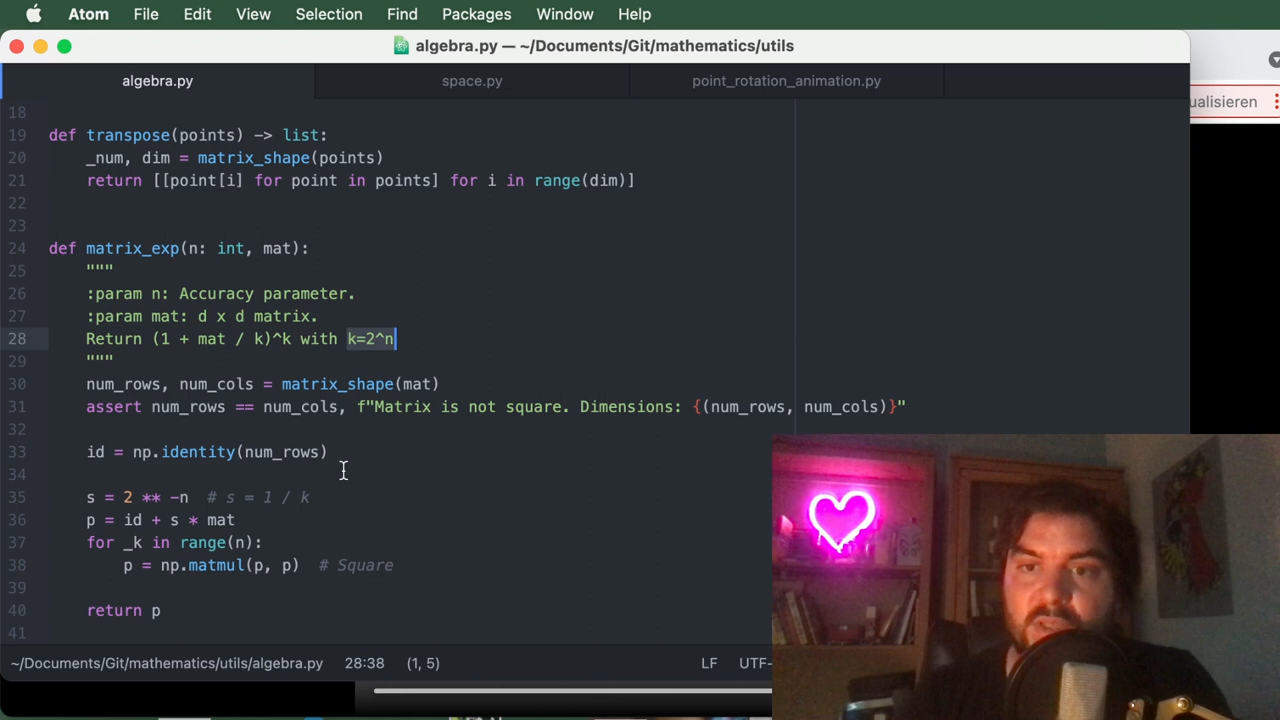 Atom File Edit View Selection Find Packages Window Help
algebra.py — ~/Documents/Git/mathematics/utils
algebra.py space.py point_rotation_animation.py
ualisieren
18
19 def transpose(points) -> list:
20 _num, dim = matrix_shape(points)
21 return [[point[i] for point in points] for i in range(dim)]
22
23
24 def matrix_exp(n: int, mat):
25 """
26 :param n: Accuracy parameter.
27 :param mat: d x d matrix.
28 Return (1 + mat / k)^k with k=2^n
29 """
30 num_rows, num_cols = matrix_shape(mat)
31 assert num_rows == num_cols, f"Matrix is not square. Dimensions: {(num_rows, num_cols)}"
32
33 id = np.identity(num_rows)
34
35 s = 2 ** -n # s = 1 / k
36 p = id + s * mat
37 for _k in range(n):
38 p = np.matmul(p, p) # Square
39
40 return p
41
~/Documents/Git/mathematics/utils/algebra.py 28:38 (1, 5) LF UTF-